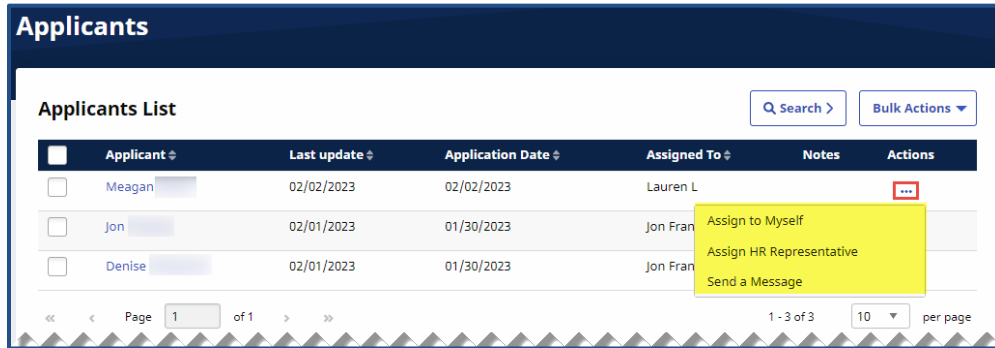 Applicants
Applicants List
Search
Bulk Actions
Applicant Last update Application Date Assigned To Notes Actions
Meagan 02/02/2023 02/02/2023 Lauren L ...
Jon 02/01/2023 01/30/2023 Jon Fran
Denise 02/01/2023 01/30/2023 Jon Fran
Assign to Myself
Assign HR Representative
Send a Message
Page 1 of 1 1 - 3 of 3 10 per page